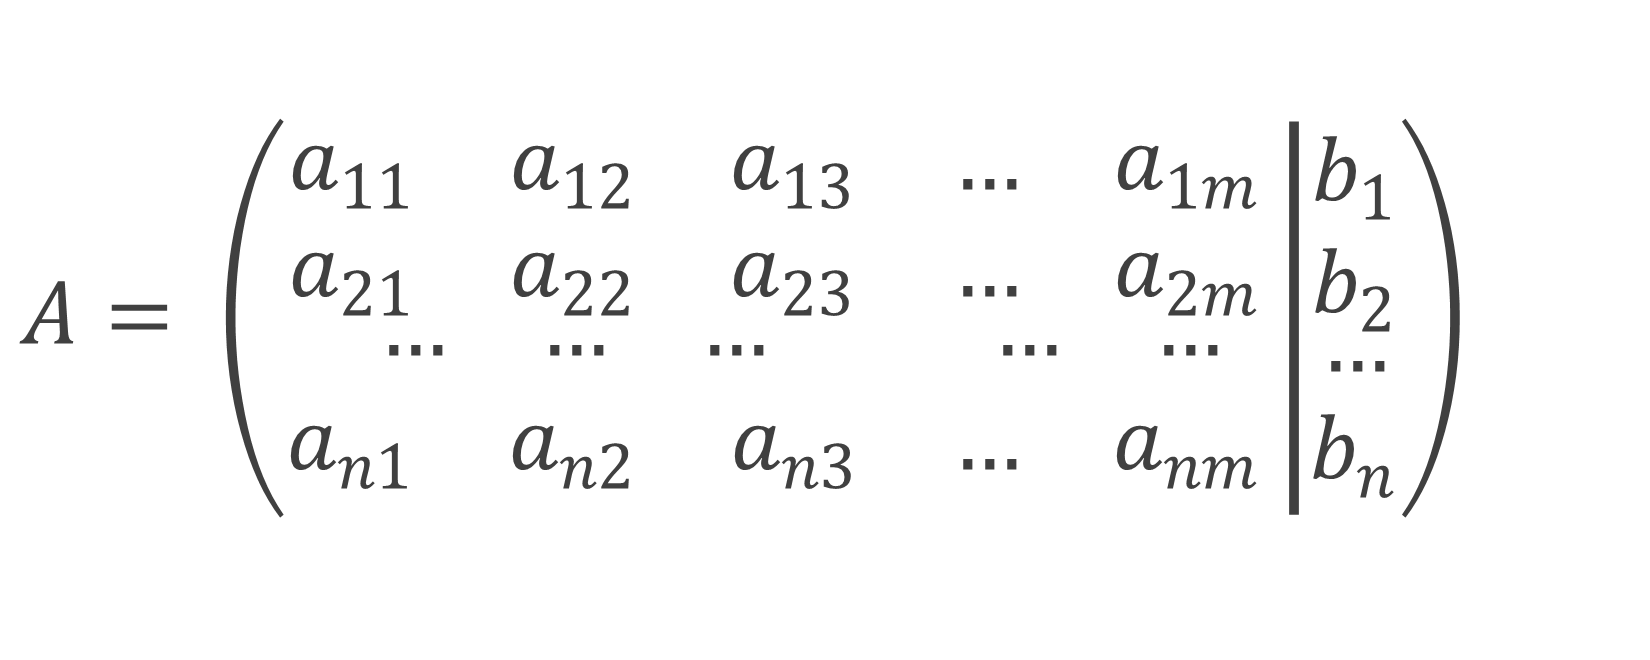 a₁₁ a₁₂ a₁₃ ... a₁ₘ b₁
a₂₁ a₂₂ a₂₃ ... a₂ₘ b₂
A =
... ... ... ... ... ...
aₙ₁ aₙ₂ aₙ₃ ... aₙₘ bₙ